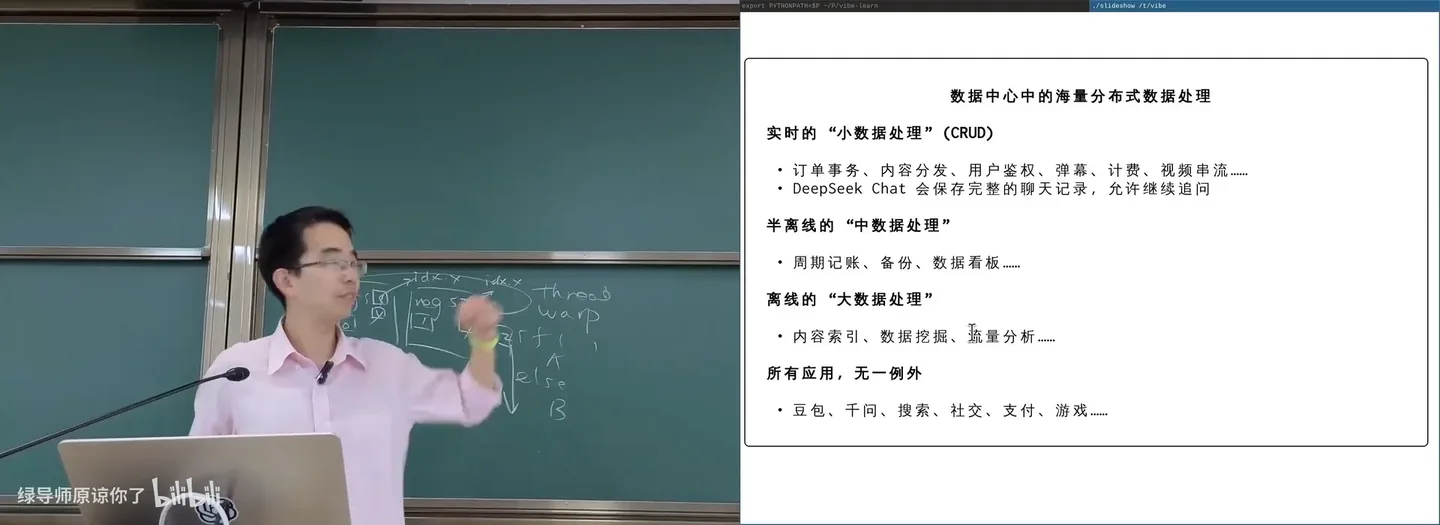 export PYTHONPATH=$P ~/P/vibe-learn
./slideshow /t/vibe
数据中心中的海量分布式数据处理
实时的 “小数据处理” (CRUD)
• 订单事务、内容分发、用户鉴权、弹幕、计费、视频串流……
• DeepSeek Chat 会保存完整的聊天记录, 允许继续追问
半离线的 “中数据处理”
• 周期记账、备份、数据看板……
离线的 “大数据处理”
• 内容索引、数据挖掘、流量分析……
所有应用, 无一例外
• 豆包、千问、搜索、社交、支付、游戏……
idx.x
idx.x
thread
warp
if
A
else
B
绿导师原谅你了 bilibili